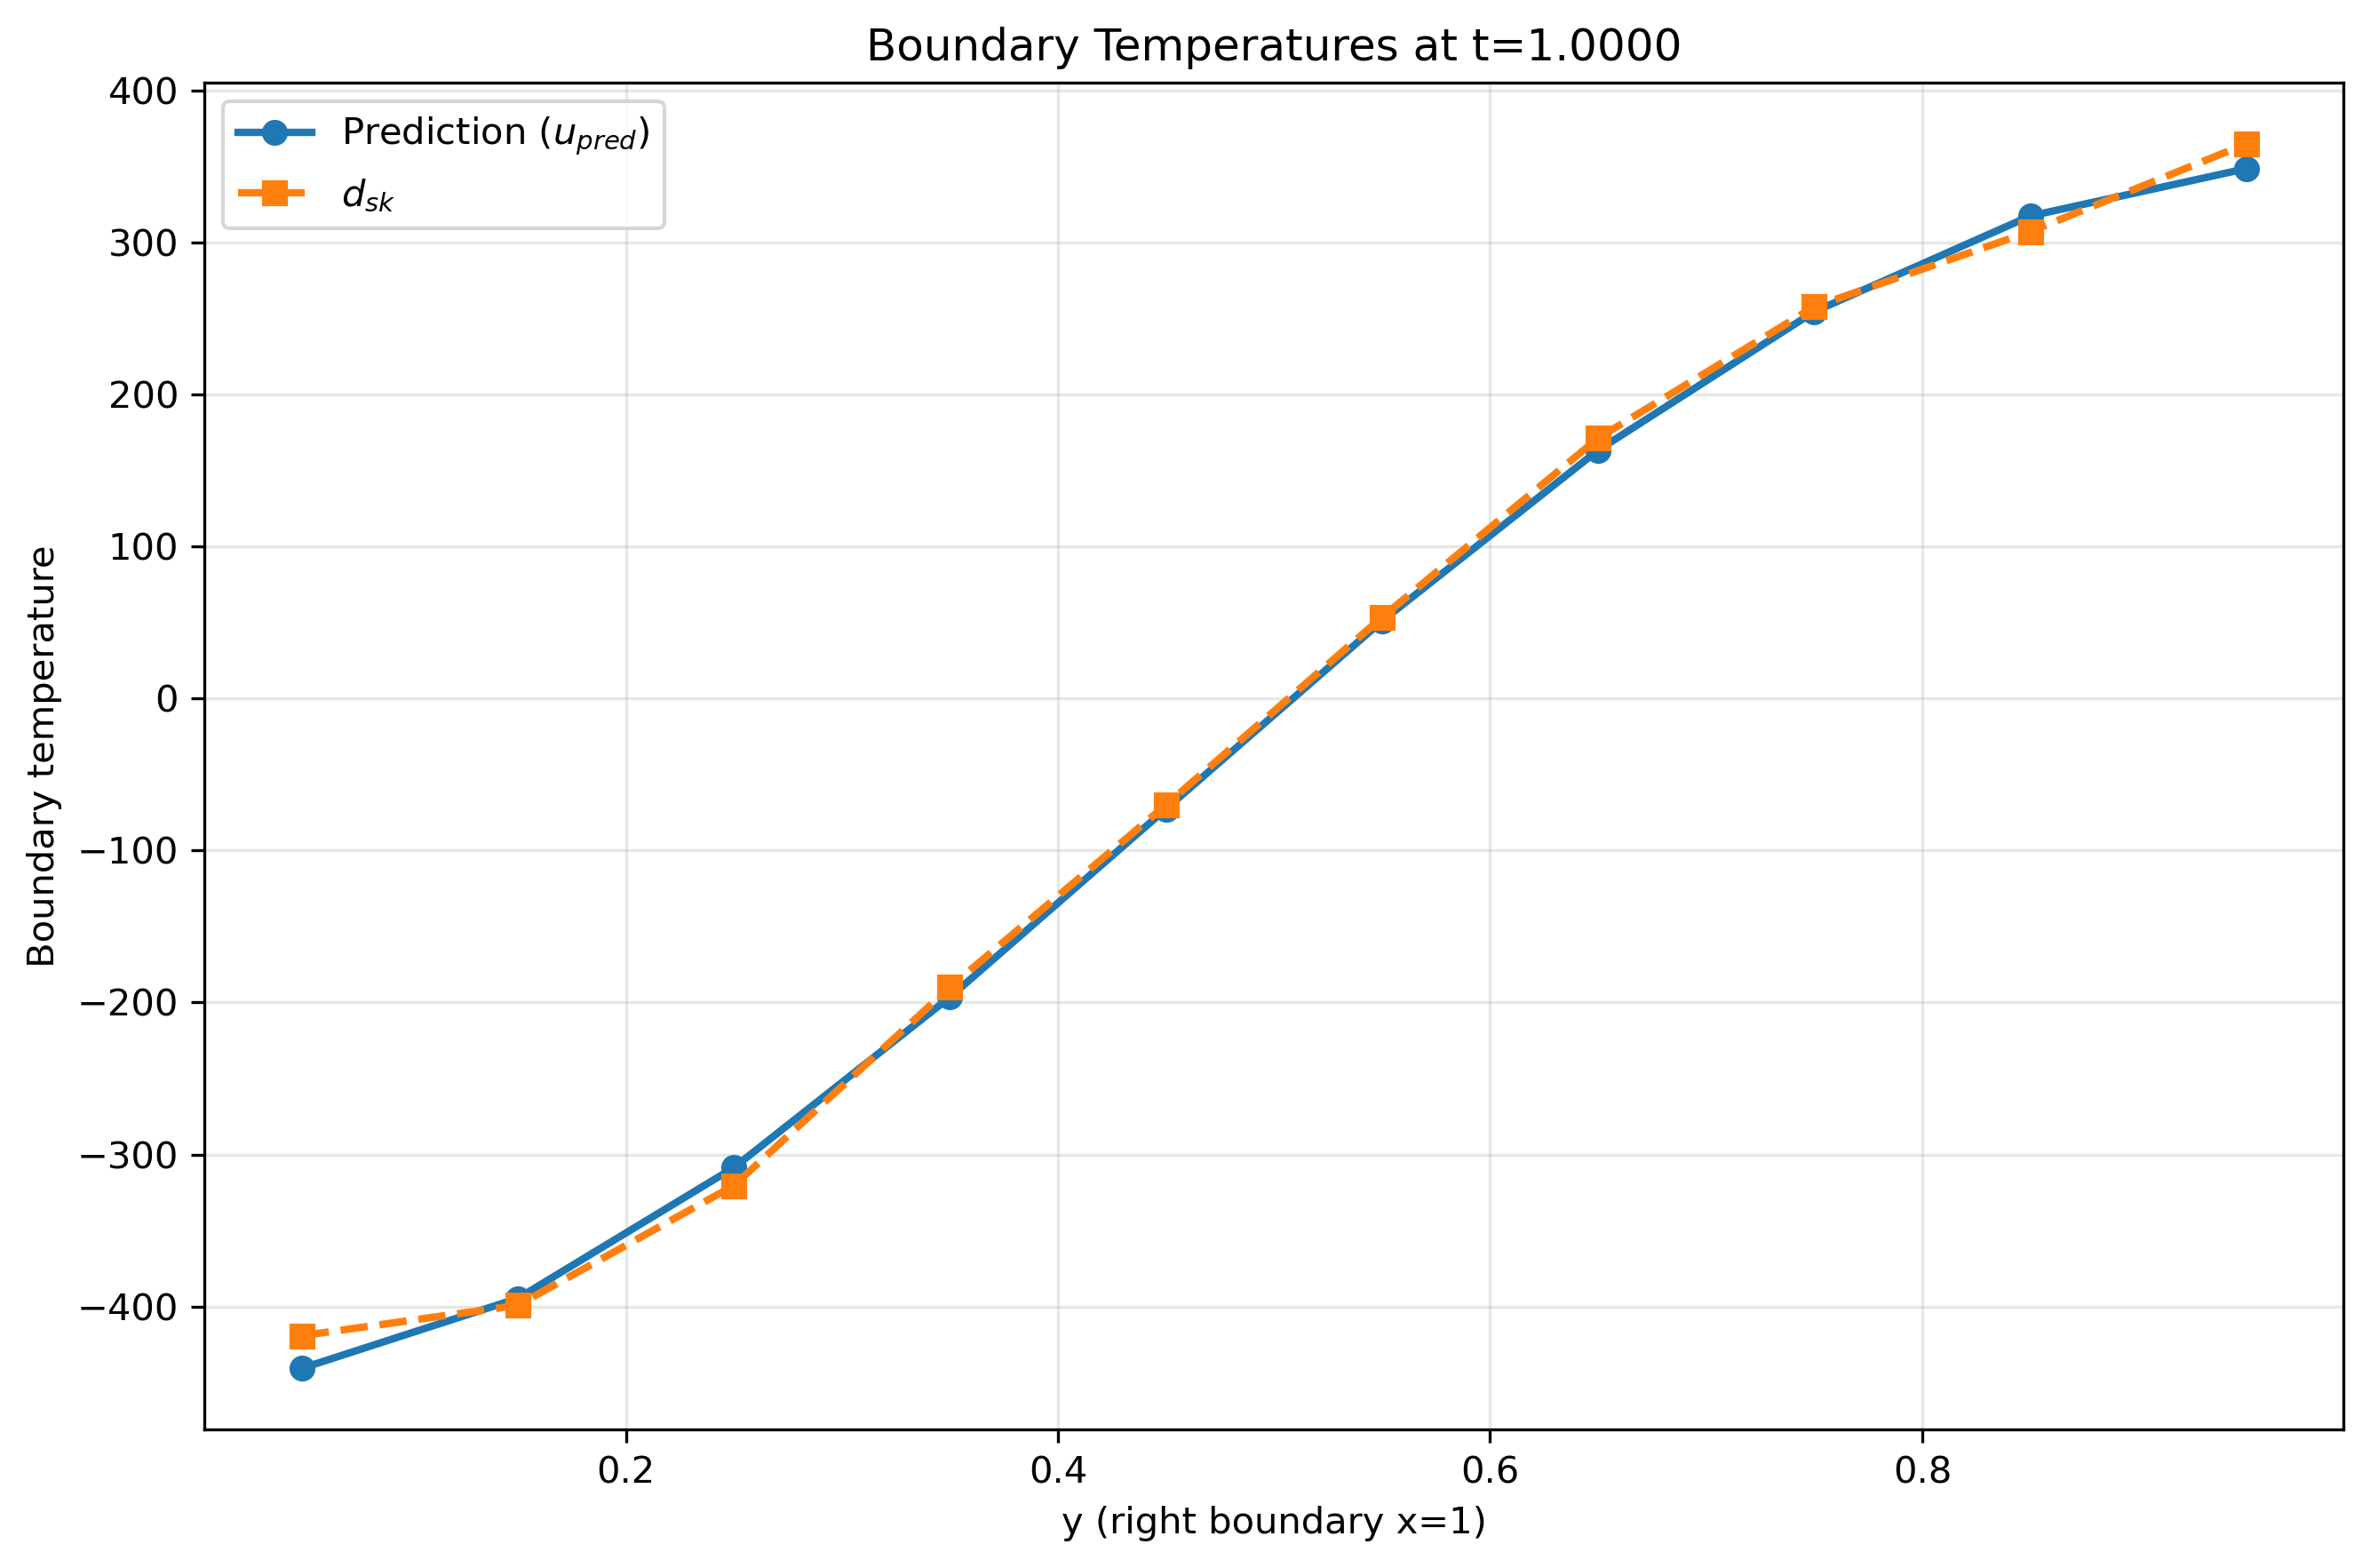 Boundary Temperatures at t=1.0000
Prediction (u_pred)
d_sk
400
300
200
100
0
−100
−200
−300
−400
Boundary temperature
0.2 0.4 0.6 0.8
y (right boundary x=1)